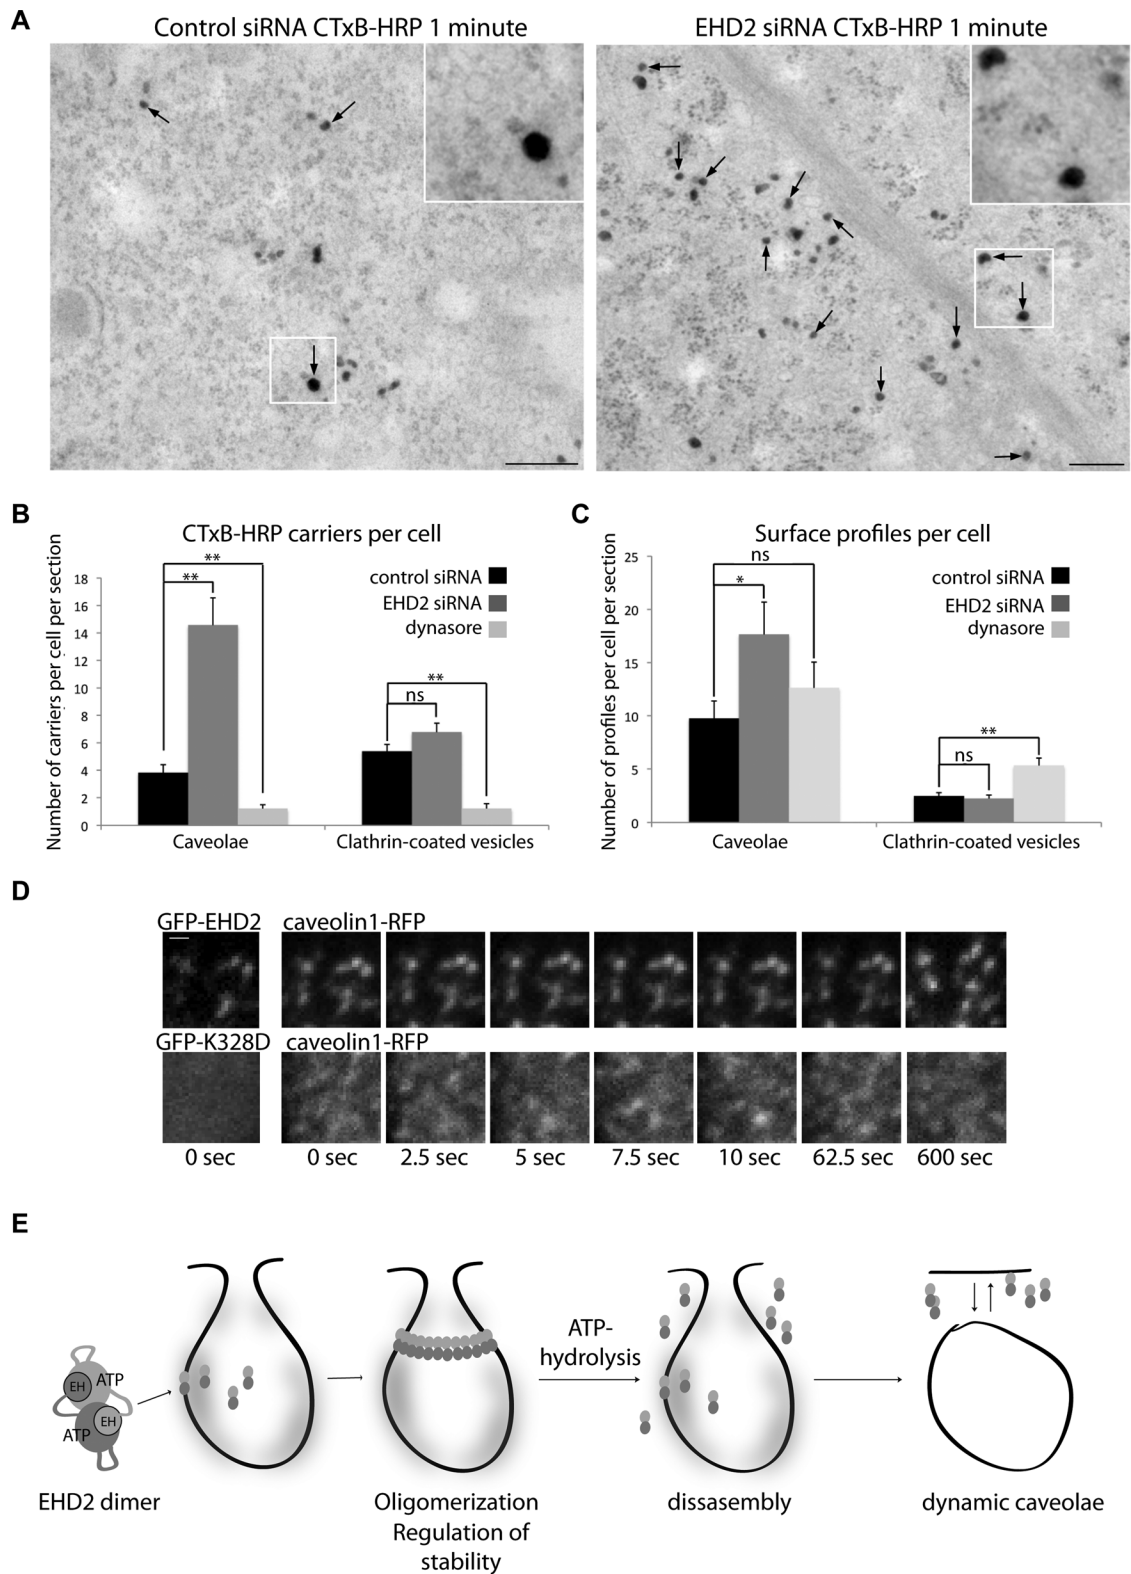 A
Control siRNA CTxB-HRP 1 minute
EHD2 siRNA CTxB-HRP 1 minute
B
CTxB-HRP carriers per cell
Number of carriers per cell per section
18
16
14
12
10
8
6
4
2
0
**
**
control siRNA
EHD2 siRNA
dynasore
**
ns
Caveolae
Clathrin-coated vesicles
C
Surface profiles per cell
Number of profiles per cell per section
25
20
15
10
5
0
ns
*
control siRNA
EHD2 siRNA
dynasore
**
ns
Caveolae
Clathrin-coated vesicles
D
GFP-EHD2
caveolin1-RFP
GFP-K328D
caveolin1-RFP
0 sec
0 sec
2.5 sec
5 sec
7.5 sec
10 sec
62.5 sec
600 sec
E
EH
ATP
EH
ATP
EHD2 dimer
Oligomerization
Regulation of
stability
ATP-
hydrolysis
dissasembly
dynamic caveolae